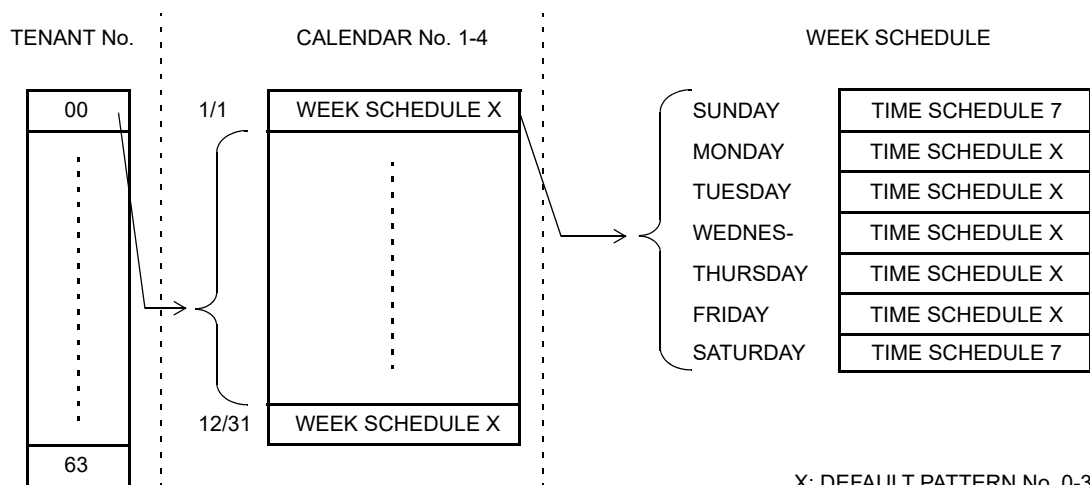 TENANT No.
CALENDAR No. 1-4
WEEK SCHEDULE
00
1/1
WEEK SCHEDULE X
SUNDAY
TIME SCHEDULE 7
MONDAY
TIME SCHEDULE X
TUESDAY
TIME SCHEDULE X
WEDNES-
TIME SCHEDULE X
THURSDAY
TIME SCHEDULE X
FRIDAY
TIME SCHEDULE X
SATURDAY
TIME SCHEDULE 7
12/31
WEEK SCHEDULE X
63
X: DEFAULT PATTERN No. 0-3